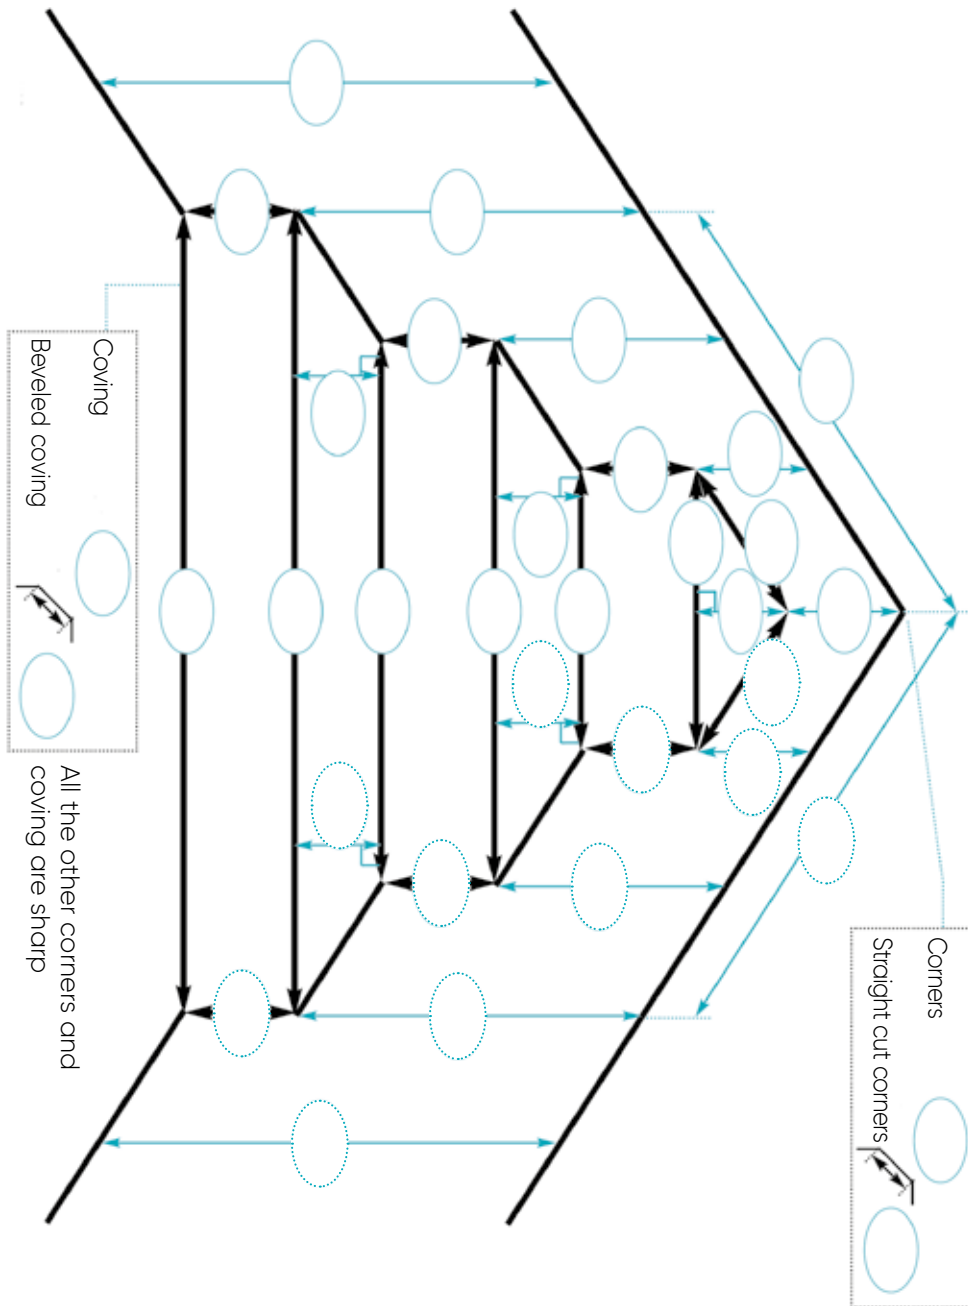 Corners
Straight cut corners
Coving
Beveled coving
All the other corners and
coving are sharp